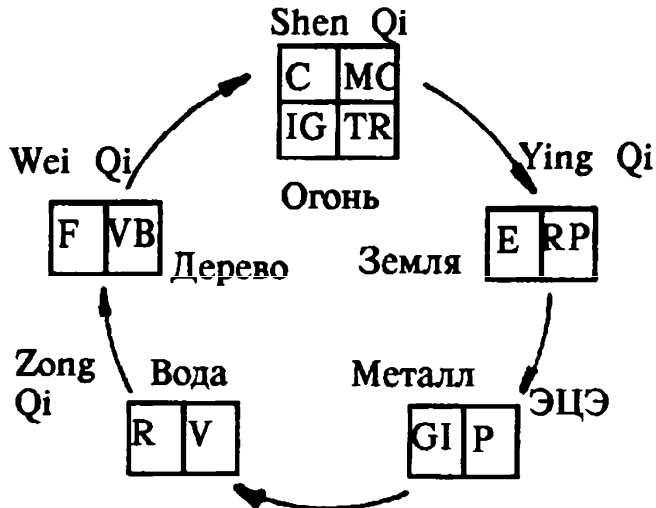 Shen Qi
C MC
IG TR
Огонь
Wei Qi
F VB
Дерево
Ying Qi
E RP
Земля
Zong
Qi
Вода
R V
Металл
GI P
ЭЦЭ